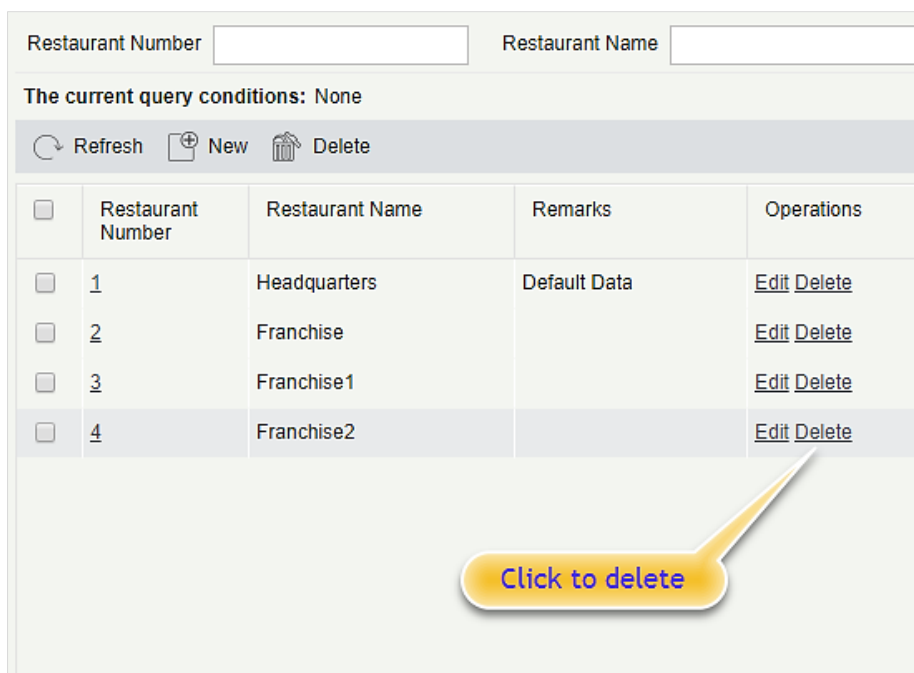 Restaurant Number Restaurant Name
The current query conditions: None
Refresh New Delete
Restaurant Number Restaurant Name Remarks Operations
1 Headquarters Default Data Edit Delete
2 Franchise Edit Delete
3 Franchise1 Edit Delete
4 Franchise2 Edit Delete
Click to delete